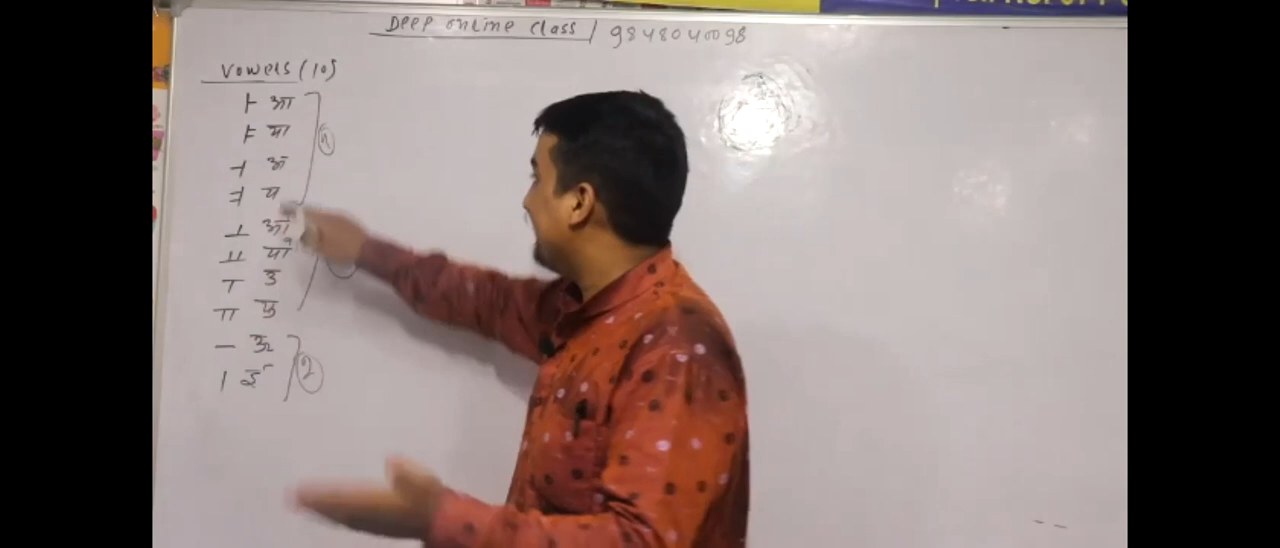 Deep online class / 9848040098
Vowels (10)
ㅏ आ
ㅑ या
ㅓ अ
ㅕ य
ㅗ ओ
ㅛ यो
ㅜ उ
ㅠ यु
ㅡ ऊ
ㅣ ई